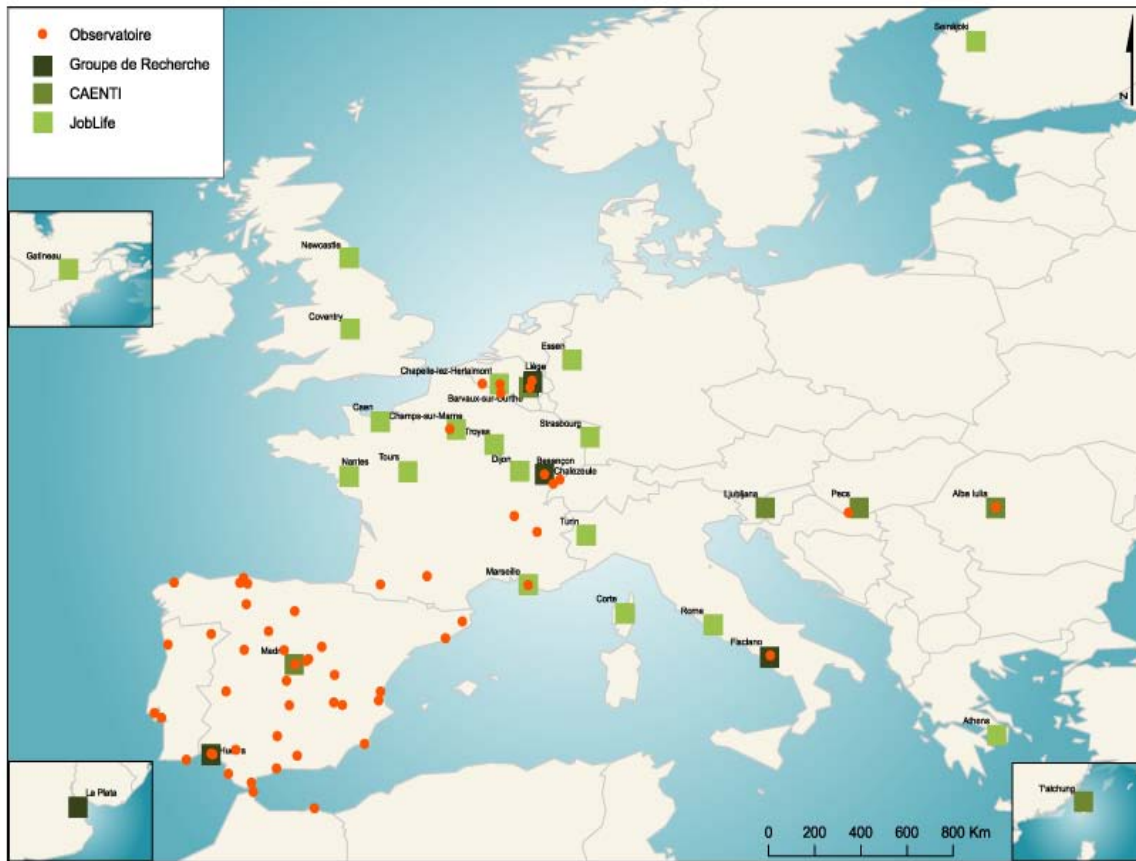 Observatoire
Groupe de Recherche
CAENTI
JobLife
Seinäjoki
N
Gatineau
Newcastle
Coventry
Essen
Liège
Chapelle-lez-Herlaimont
Barvaux-sur-Ourthe
Caen
Champs-sur-Marne
Troyes
Strasbourg
Nantes
Tours
Dijon
Besançon
Chalezeule
Ljubljana
Pecs
Alba Iulia
Turin
Marseille
Corte
Rome
Fisciano
Madr
Athens
Huelva
La Plata
T'aichung
0 200 400 600 800 Km